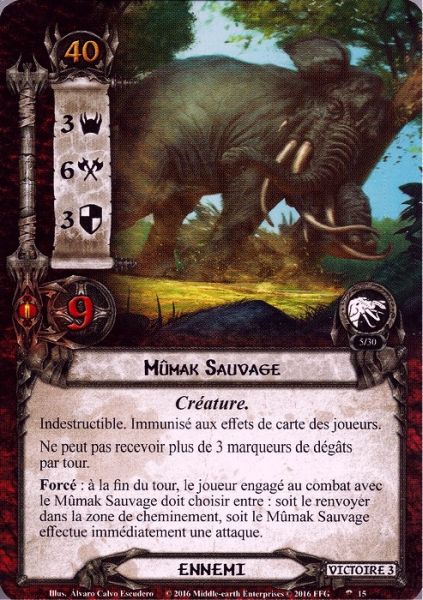 40
3
6
3
9
5/30
Mûmak Sauvage
Créature.
Indestructible. Immunisé aux effets de carte des joueurs.
Ne peut pas recevoir plus de 3 marqueurs de dégâts
par tour.
Forcé : à la fin du tour, le joueur engagé au combat avec
le Mûmak Sauvage doit choisir entre : soit le renvoyer
dans la zone de cheminement, soit le Mûmak Sauvage
effectue immédiatement une attaque.
ENNEMI
VICTOIRE 3
Illus. Álvaro Calvo Escudero © 2016 Middle-earth Enterprises © 2016 FFG 15